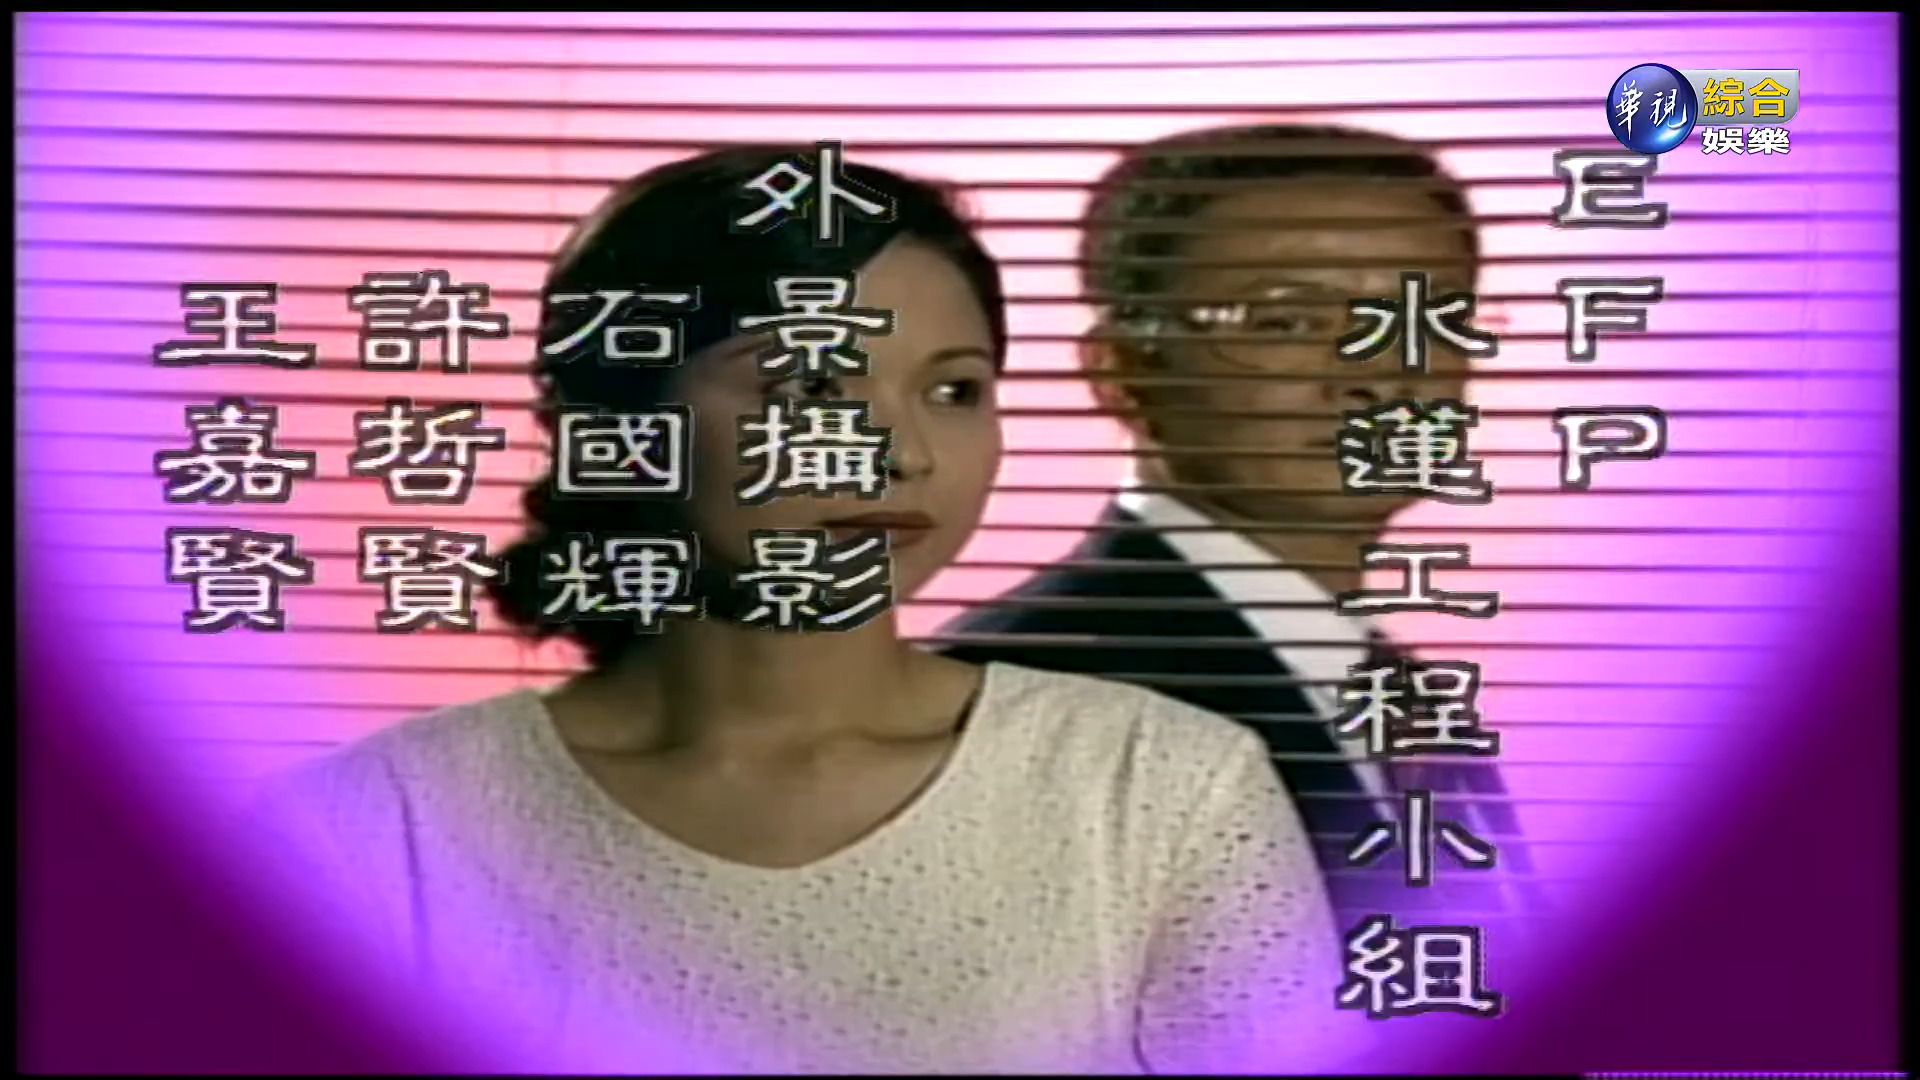 華視
綜合
娛樂
EFP
水蓮工程小組
外景攝影
石國輝
許哲賢
王嘉賢